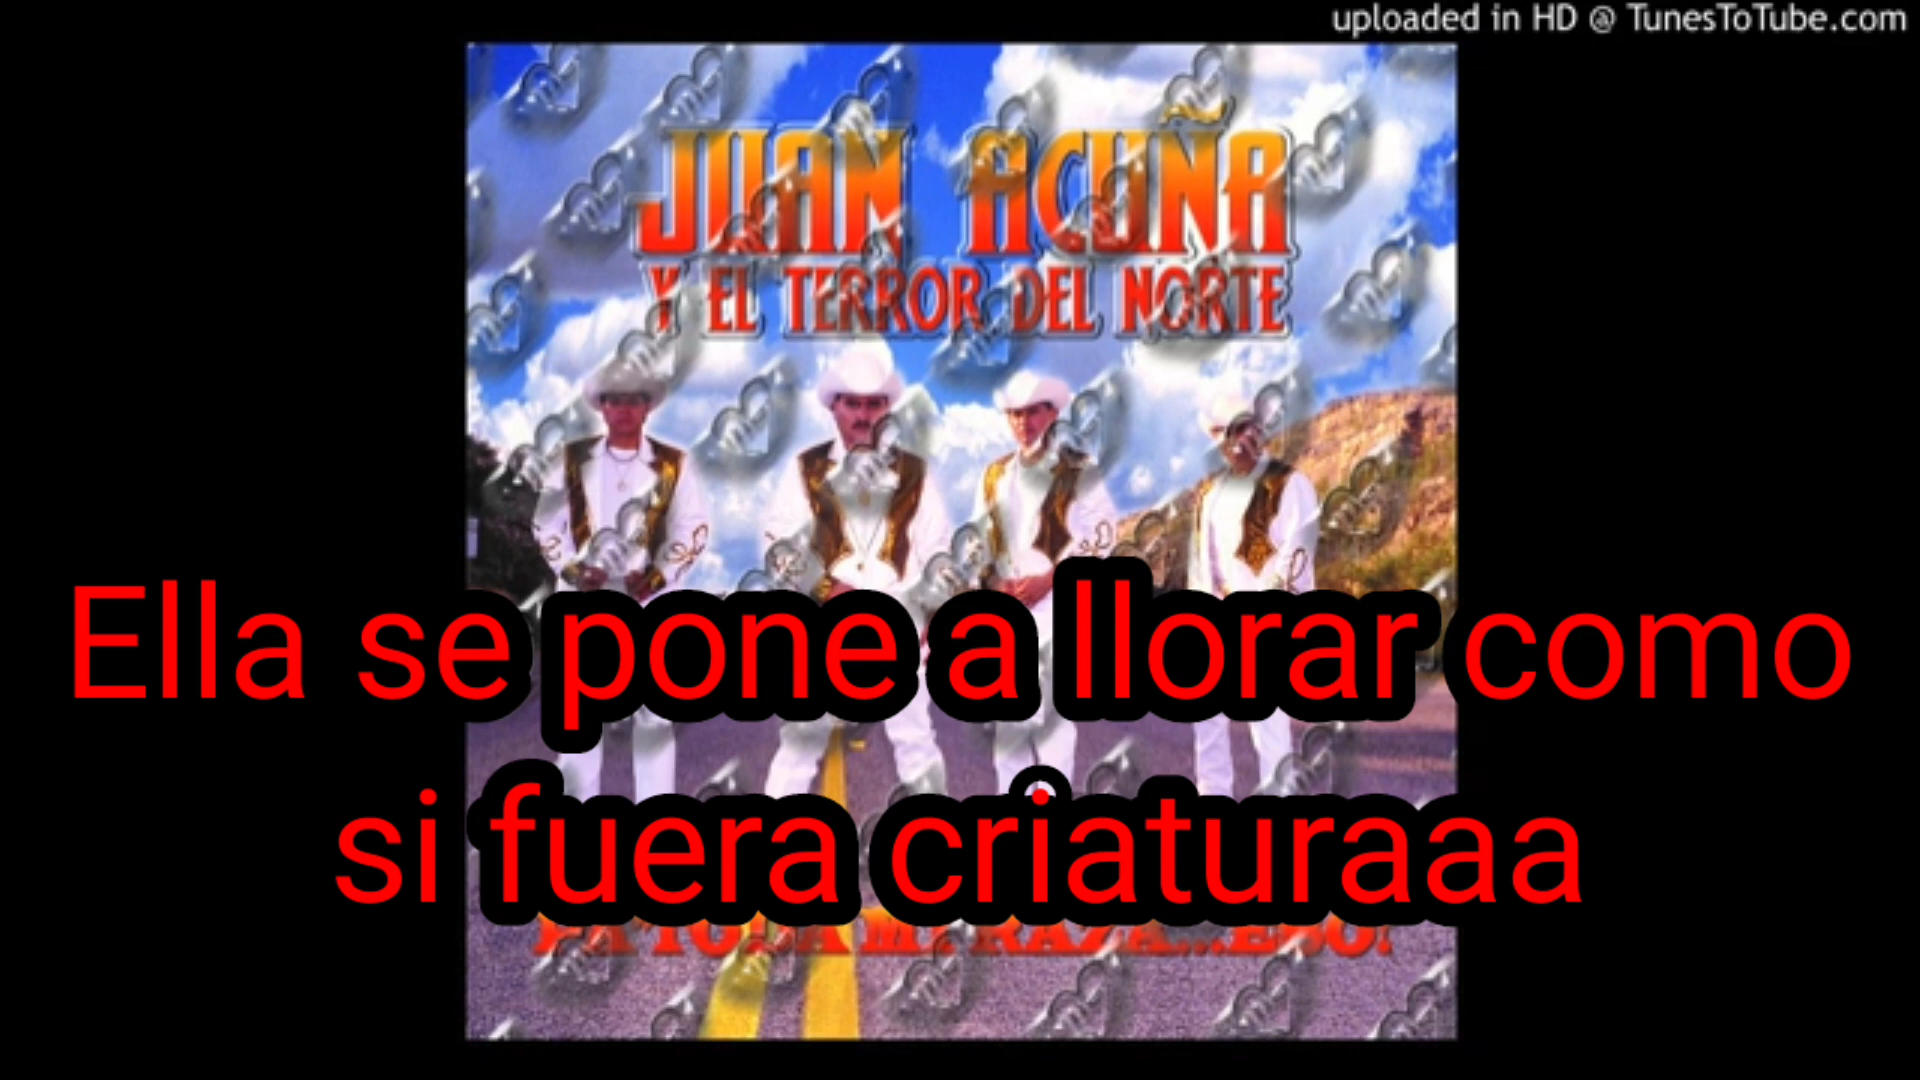 uploaded in HD @ TunesToTube.com
JUAN ACUÑA
Y EL TERROR DEL NORTE
Ella se pone a llorar como
si fuera criaturaaa
RAZA...